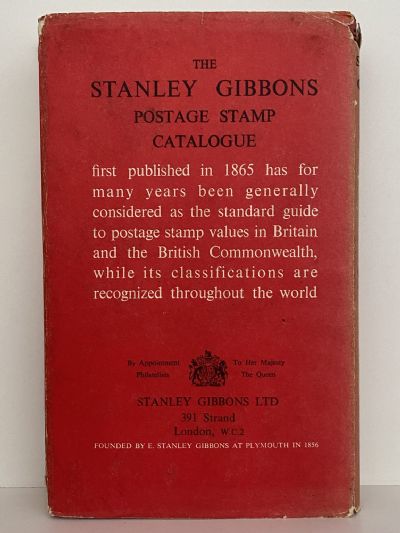 THE
STANLEY GIBBONS
POSTAGE STAMP
CATALOGUE
first published in 1865 has for
many years been generally
considered as the standard guide
to postage stamp values in Britain
and the British Commonwealth,
while its classifications are
recognized throughout the world
By Appointment To Her Majesty
Philatelists The Queen
STANLEY GIBBONS LTD
391 Strand
London, W.C.2
FOUNDED BY E. STANLEY GIBBONS AT PLYMOUTH IN 1856